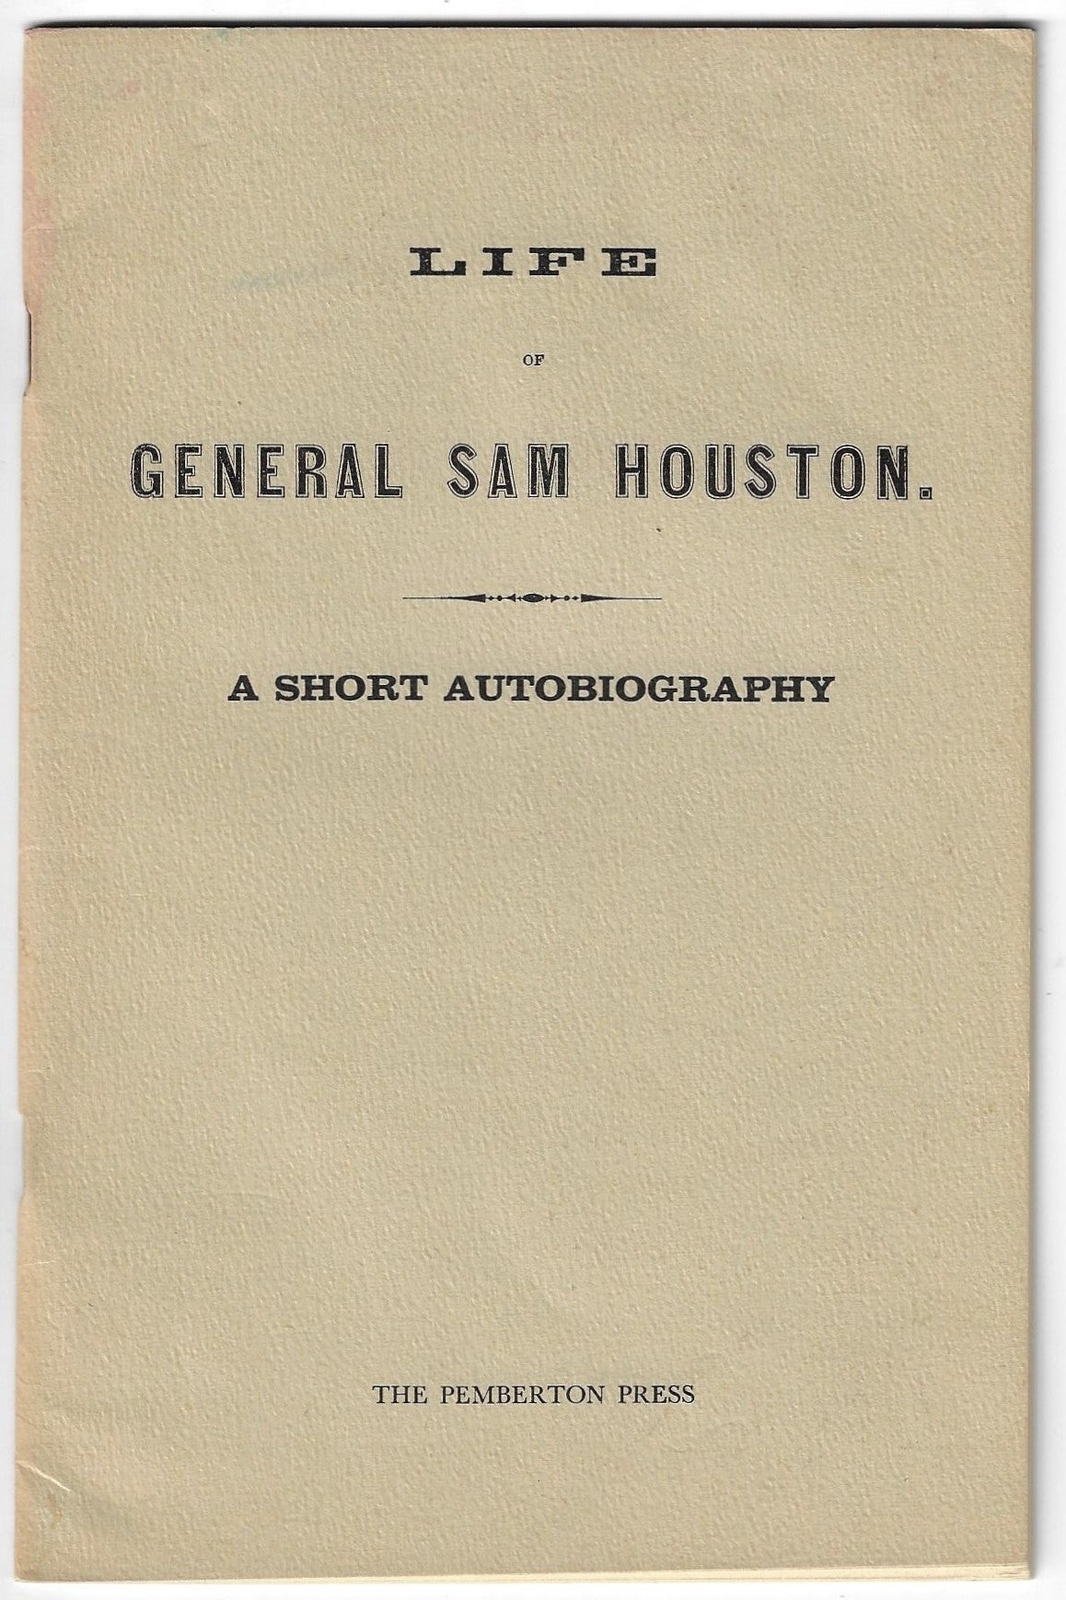 LIFE
OF
GENERAL SAM HOUSTON.
A SHORT AUTOBIOGRAPHY
THE PEMBERTON PRESS